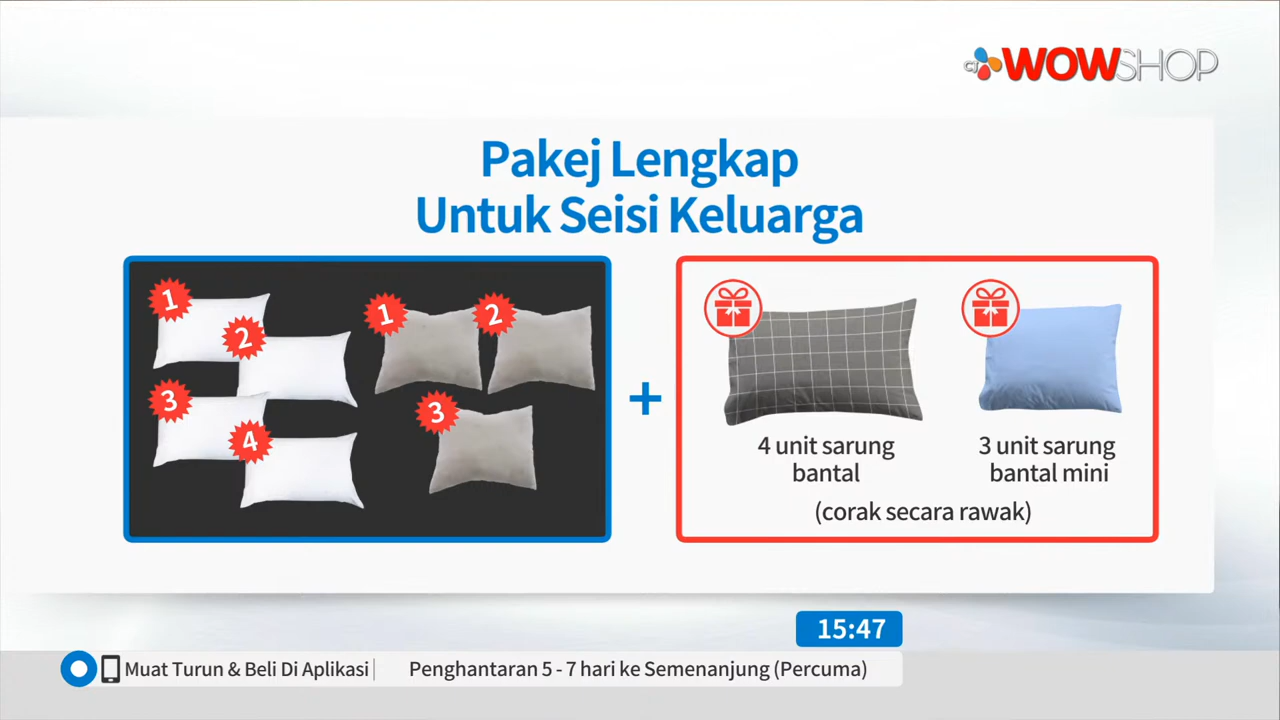 CJ WOWSHOP
Pakej Lengkap
Untuk Seisi Keluarga
1
2
3
4
1
2
3
+
4 unit sarung
bantal
3 unit sarung
bantal mini
(corak secara rawak)
15:47
Muat Turun & Beli Di Aplikasi
Penghantaran 5 - 7 hari ke Semenanjung (Percuma)